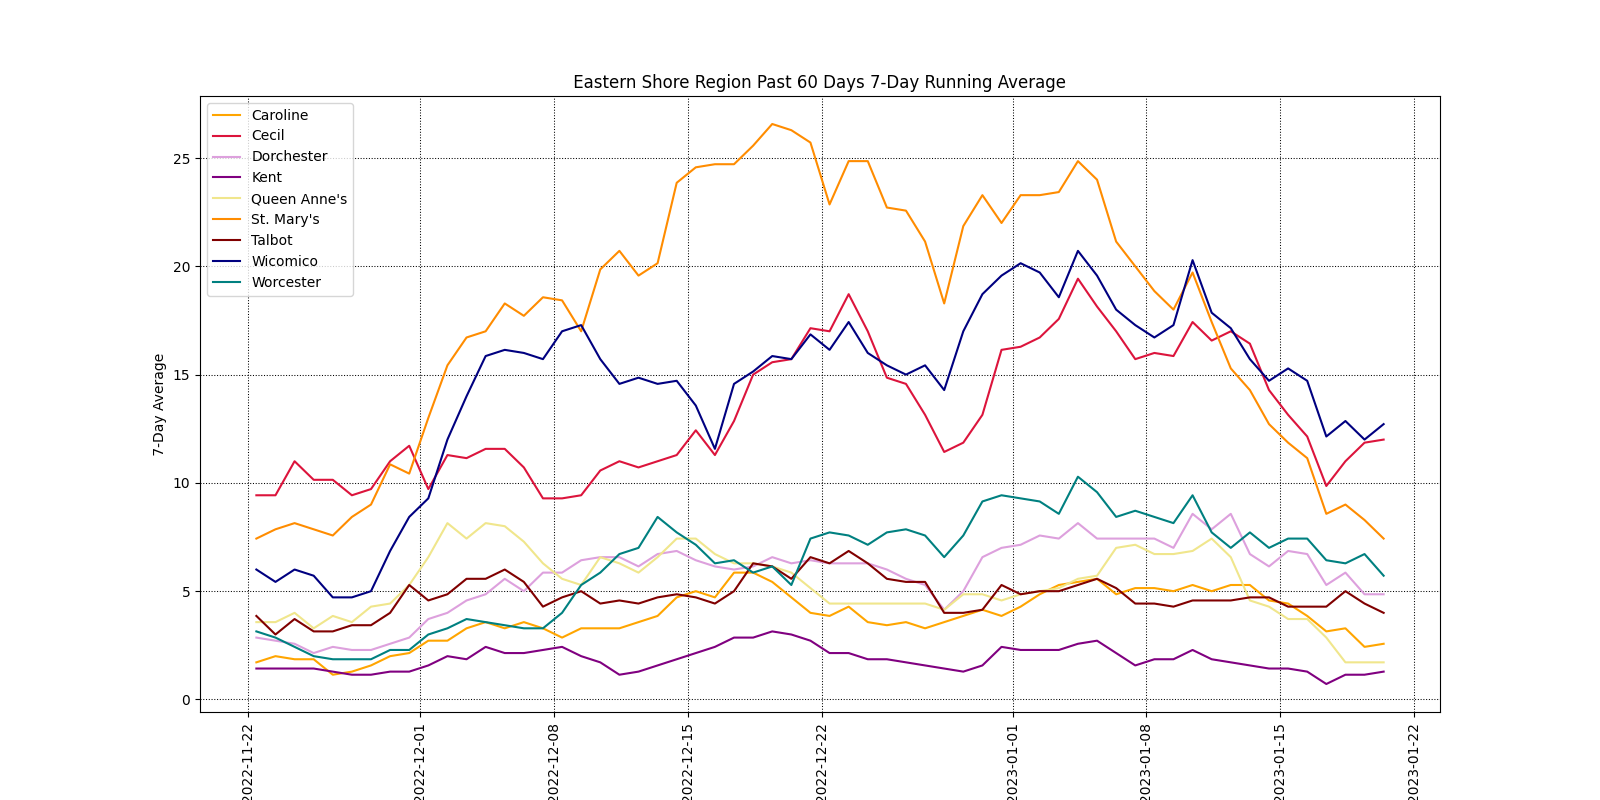 Eastern Shore Region Past 60 Days 7-Day Running Average
Caroline
Cecil
Dorchester
Kent
Queen Anne's
St. Mary's
Talbot
Wicomico
Worcester
7-Day Average
25
20
15
10
5
0
2022-11-22
2022-12-01
2022-12-08
2022-12-15
2022-12-22
2023-01-01
2023-01-08
2023-01-15
2023-01-22